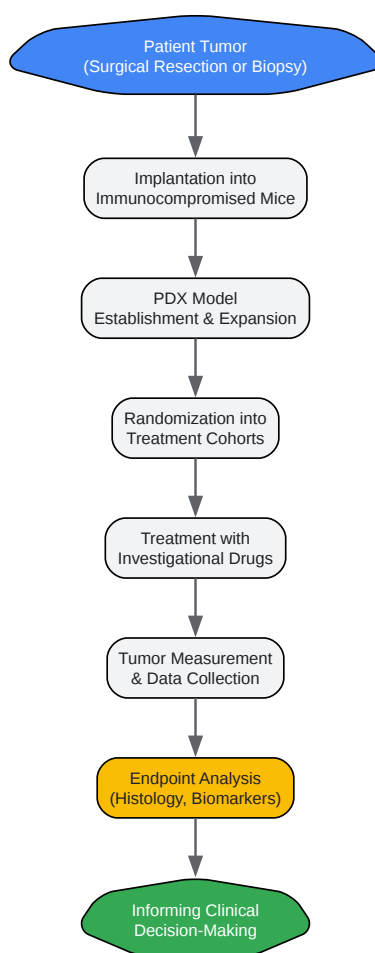 Patient Tumor
(Surgical Resection or Biopsy)
Implantation into
Immunocompromised Mice
PDX Model
Establishment & Expansion
Randomization into
Treatment Cohorts
Treatment with
Investigational Drugs
Tumor Measurement
& Data Collection
Endpoint Analysis
(Histology, Biomarkers)
Informing Clinical
Decision-Making